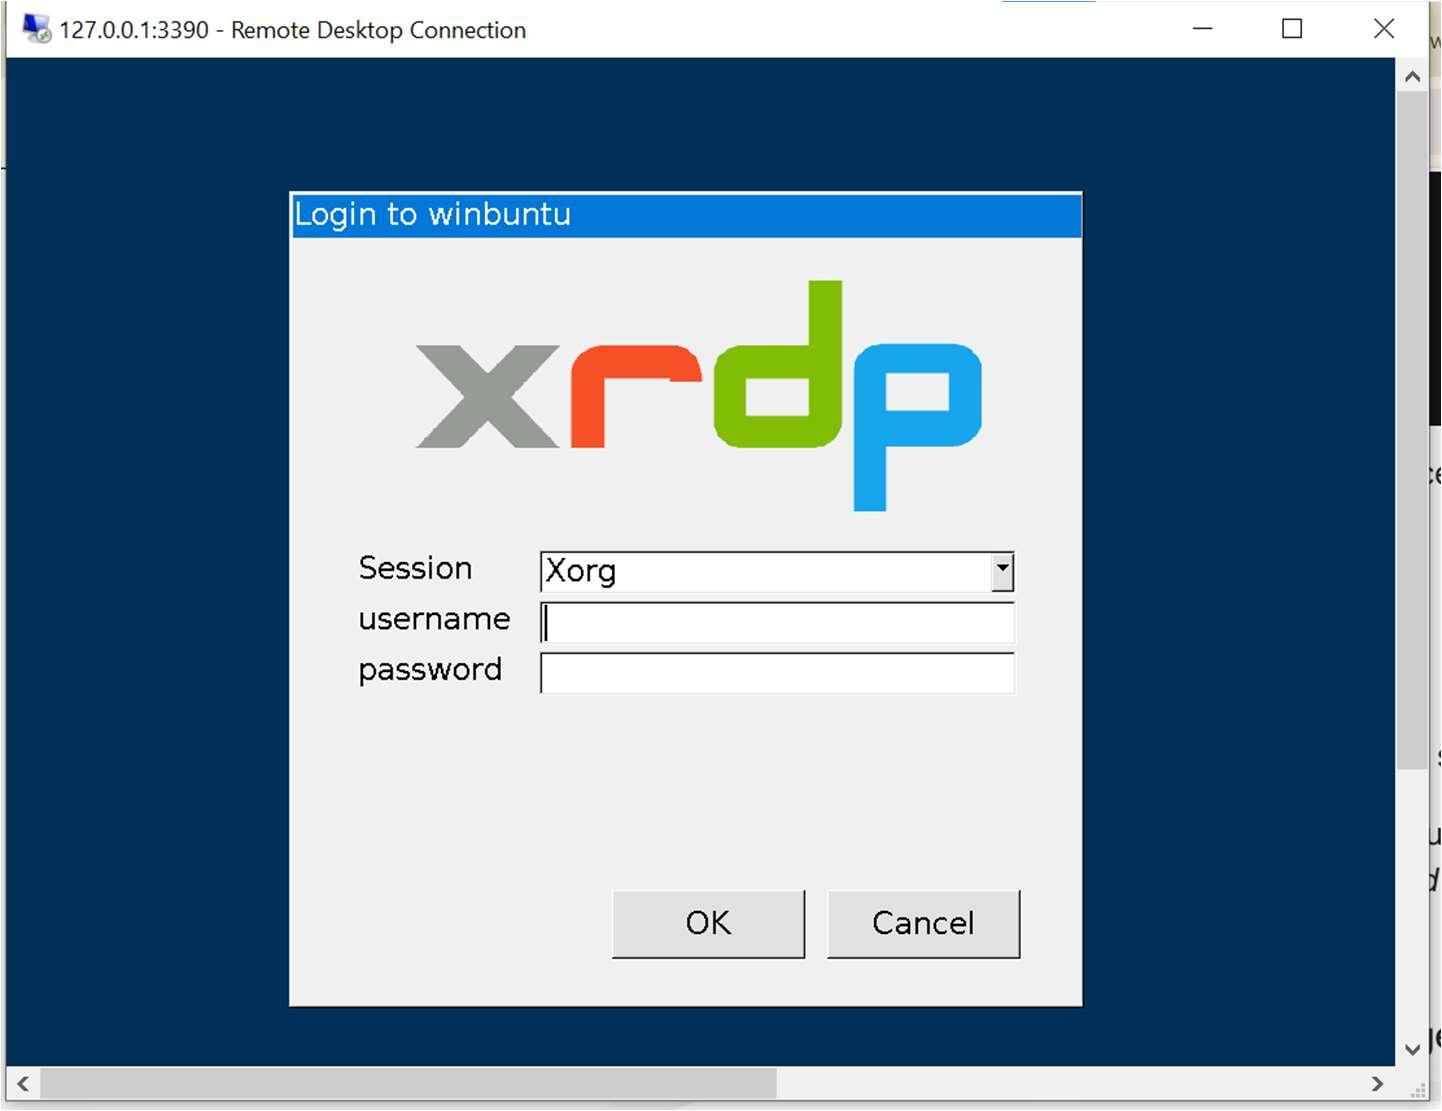 127.0.0.1:3390 - Remote Desktop Connection
Login to winbuntu
xrdp
Session
Xorg
username
password
OK
Cancel